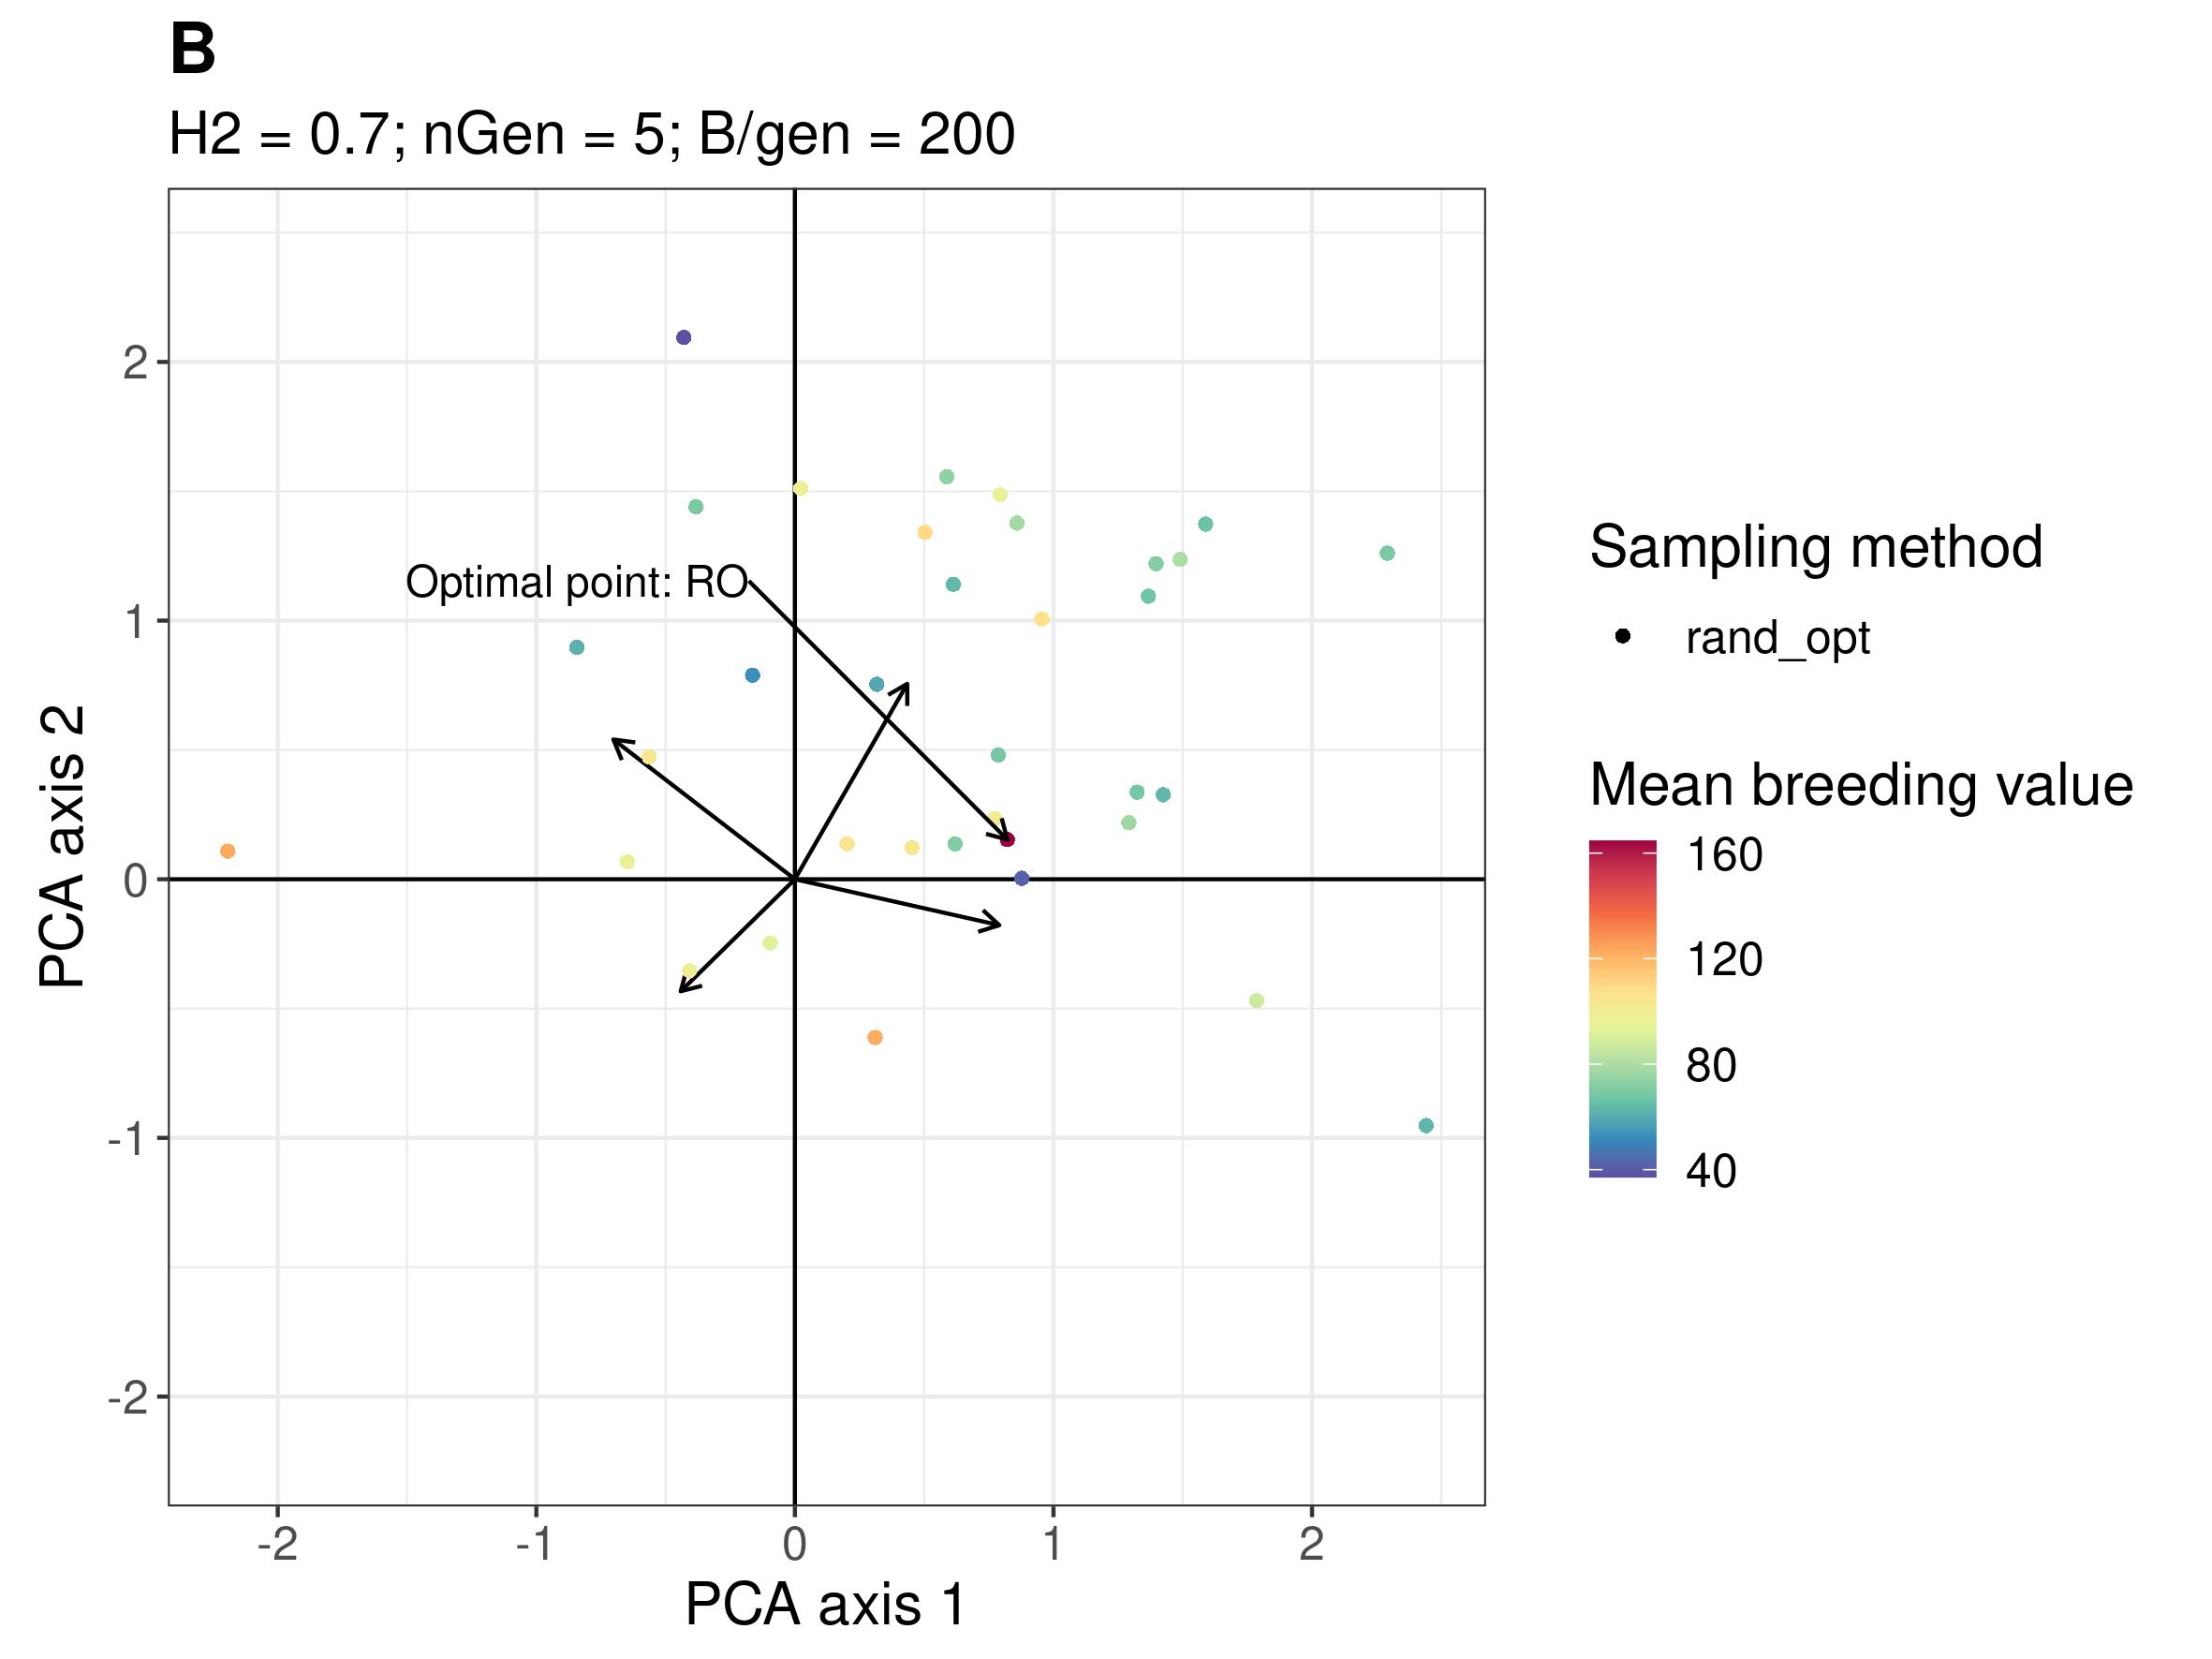 B
H2 = 0.7; nGen = 5; B/gen = 200
PCA axis 2
2
1
0
-1
-2
Optimal point: RO
-2
-1
0
1
2
PCA axis 1
Sampling method
rand_opt
Mean breeding value
160
120
80
40